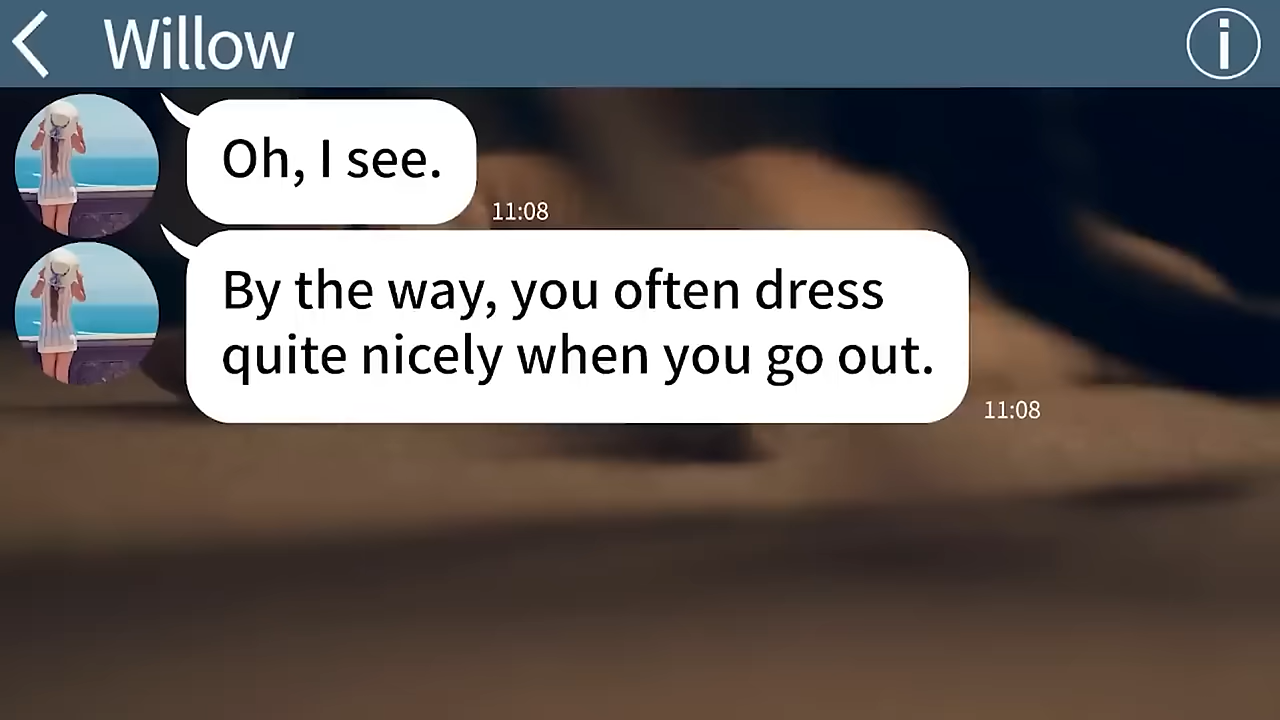 Willow
Oh, I see.
11:08
By the way, you often dress
quite nicely when you go out.
11:08